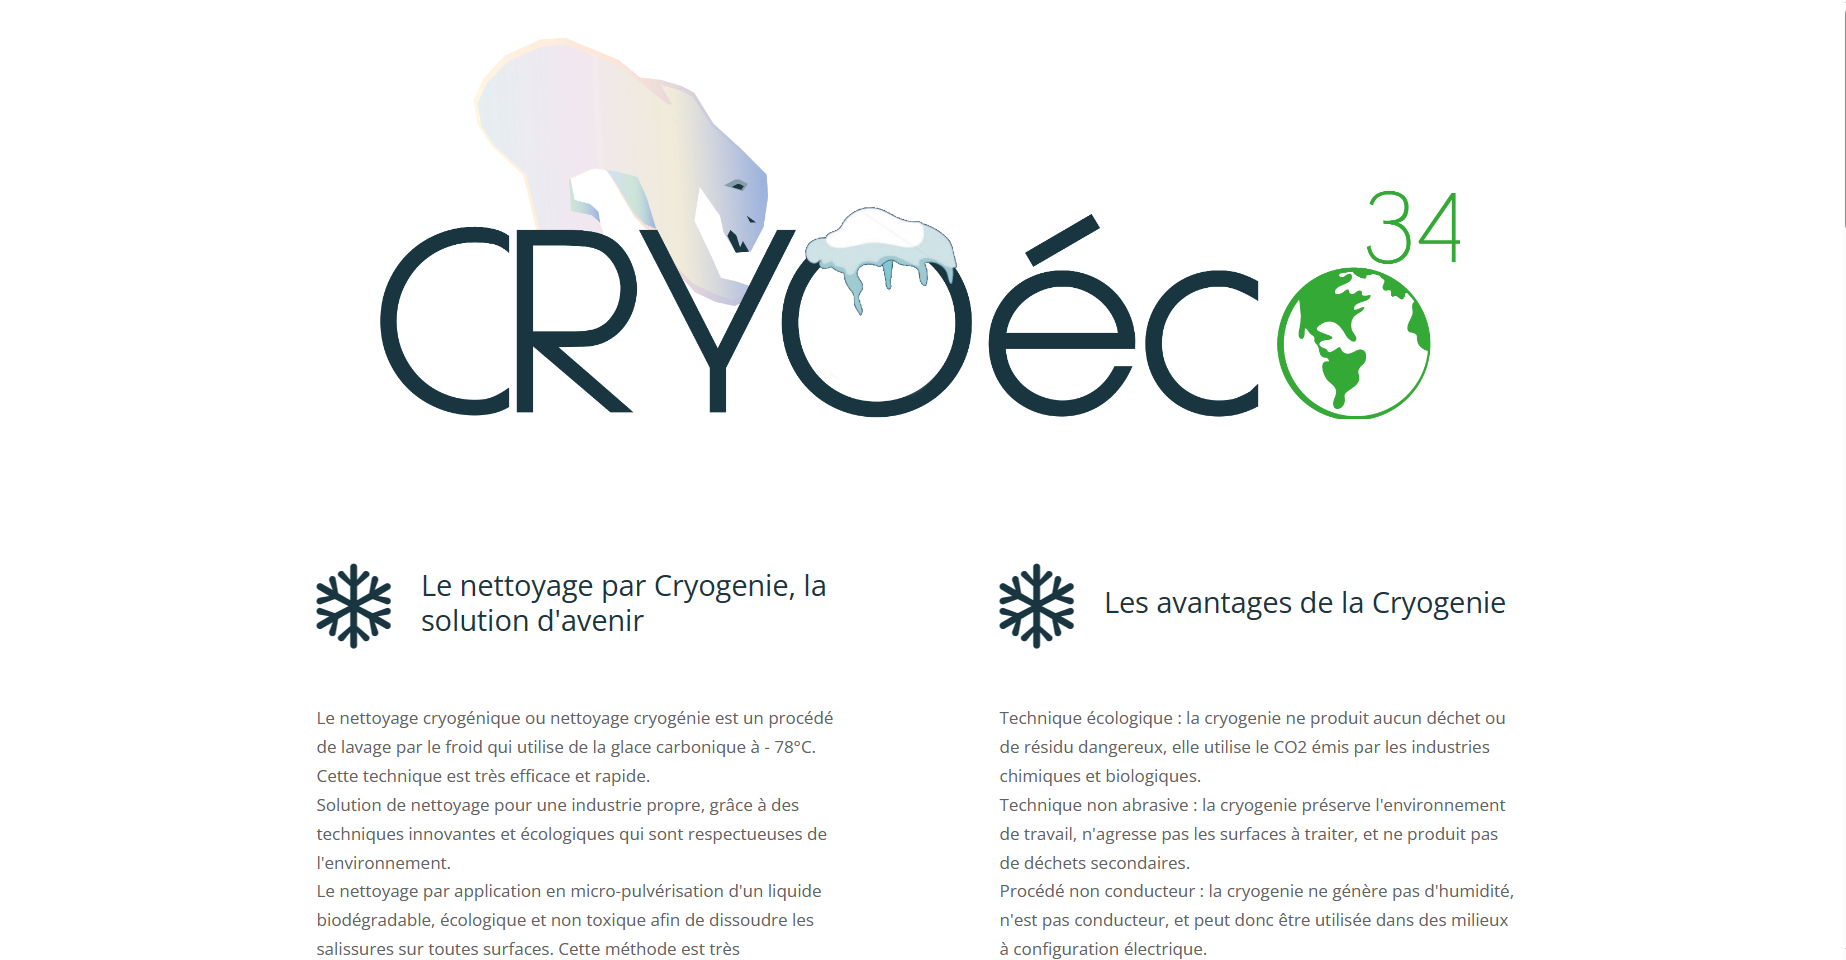 CRYOéco
34
Le nettoyage par Cryogenie, la
solution d'avenir
Le nettoyage cryogénique ou nettoyage cryogénie est un procédé
de lavage par le froid qui utilise de la glace carbonique à - 78°C.
Cette technique est très efficace et rapide.
Solution de nettoyage pour une industrie propre, grâce à des
techniques innovantes et écologiques qui sont respectueuses de
l'environnement.
Le nettoyage par application en micro-pulvérisation d'un liquide
biodégradable, écologique et non toxique afin de dissoudre les
salissures sur toutes surfaces. Cette méthode est très
Les avantages de la Cryogenie
Technique écologique : la cryogenie ne produit aucun déchet ou
de résidu dangereux, elle utilise le CO2 émis par les industries
chimiques et biologiques.
Technique non abrasive : la cryogenie préserve l'environnement
de travail, n'agresse pas les surfaces à traiter, et ne produit pas
de déchets secondaires.
Procédé non conducteur : la cryogenie ne génère pas d'humidité,
n'est pas conducteur, et peut donc être utilisée dans des milieux
à configuration électrique.